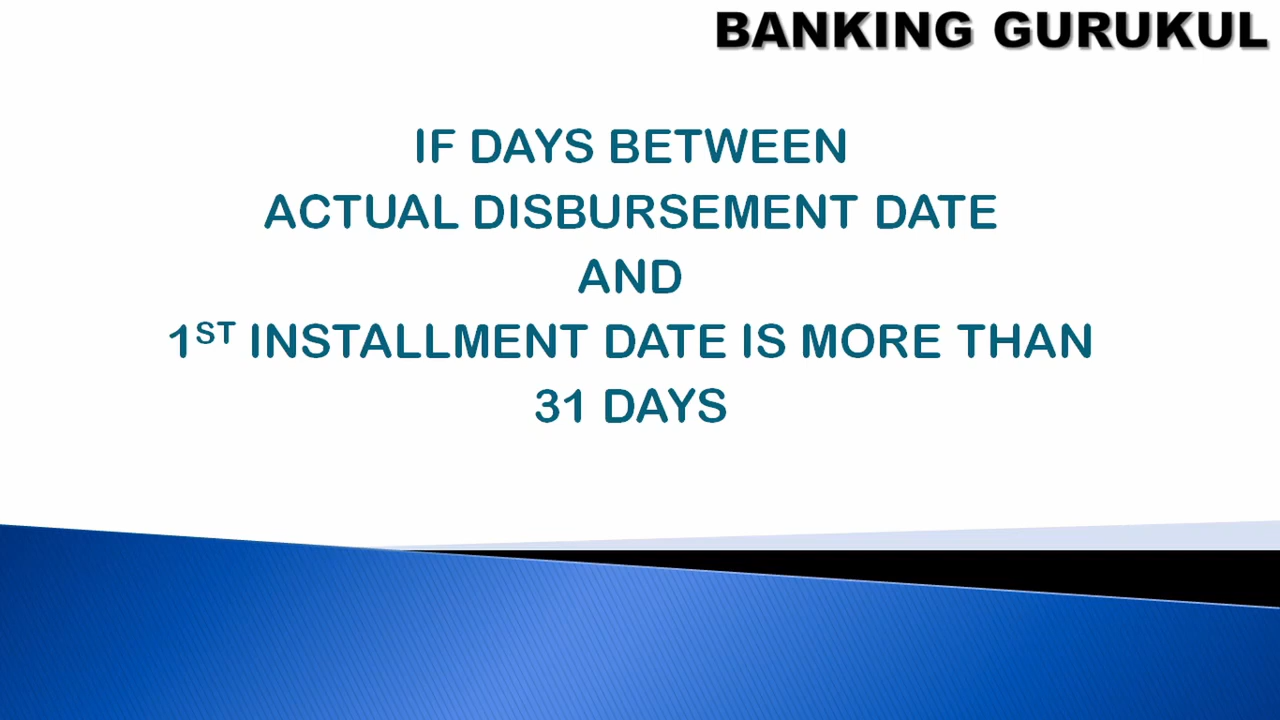 BANKING GURUKUL
IF DAYS BETWEEN
ACTUAL DISBURSEMENT DATE
AND
1ST INSTALLMENT DATE IS MORE THAN
31 DAYS